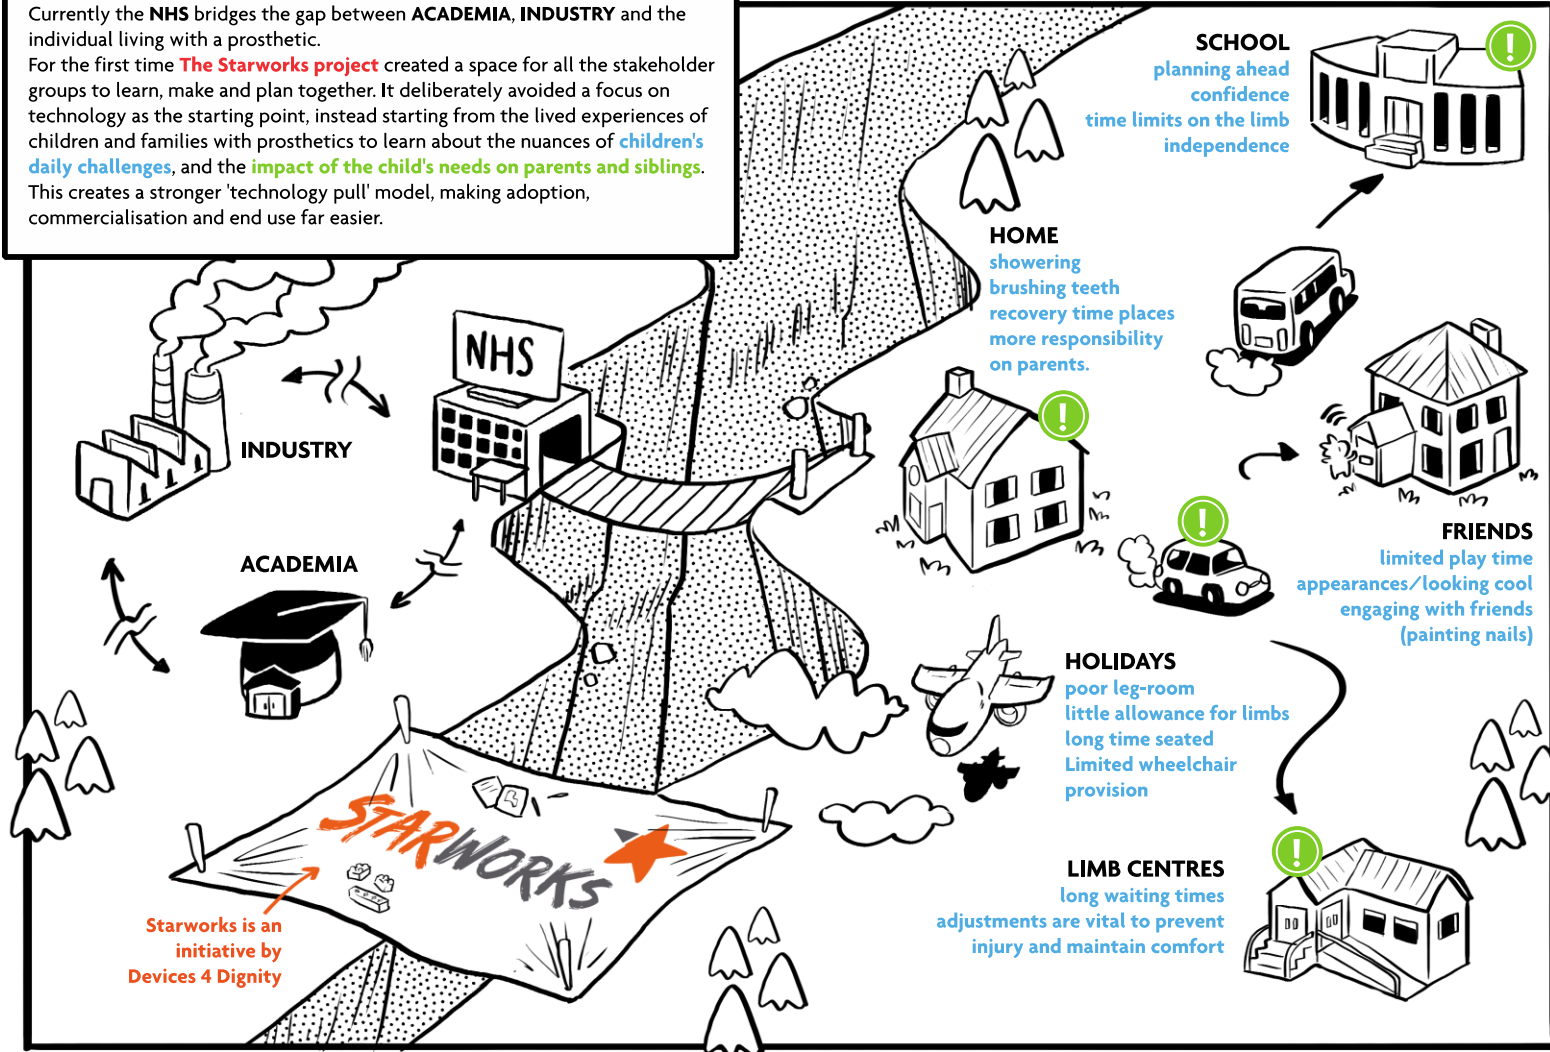 Currently the NHS bridges the gap between ACADEMIA, INDUSTRY and the
individual living with a prosthetic.
For the first time The Starworks project created a space for all the stakeholder
groups to learn, make and plan together. It deliberately avoided a focus on
technology as the starting point, instead starting from the lived experiences of
children and families with prosthetics to learn about the nuances of children's
daily challenges, and the impact of the child's needs on parents and siblings.
This creates a stronger 'technology pull' model, making adoption,
commercialisation and end use far easier.
SCHOOL
planning ahead
confidence
time limits on the limb
independence
!
HOME
showering
brushing teeth
recovery time places
more responsibility
on parents.
!
NHS
INDUSTRY
ACADEMIA
!
FRIENDS
limited play time
appearances/looking cool
engaging with friends
(painting nails)
HOLIDAYS
poor leg-room
little allowance for limbs
long time seated
Limited wheelchair
provision
STARWORKS
!
LIMB CENTRES
long waiting times
adjustments are vital to prevent
injury and maintain comfort
Starworks is an
initiative by
Devices 4 Dignity